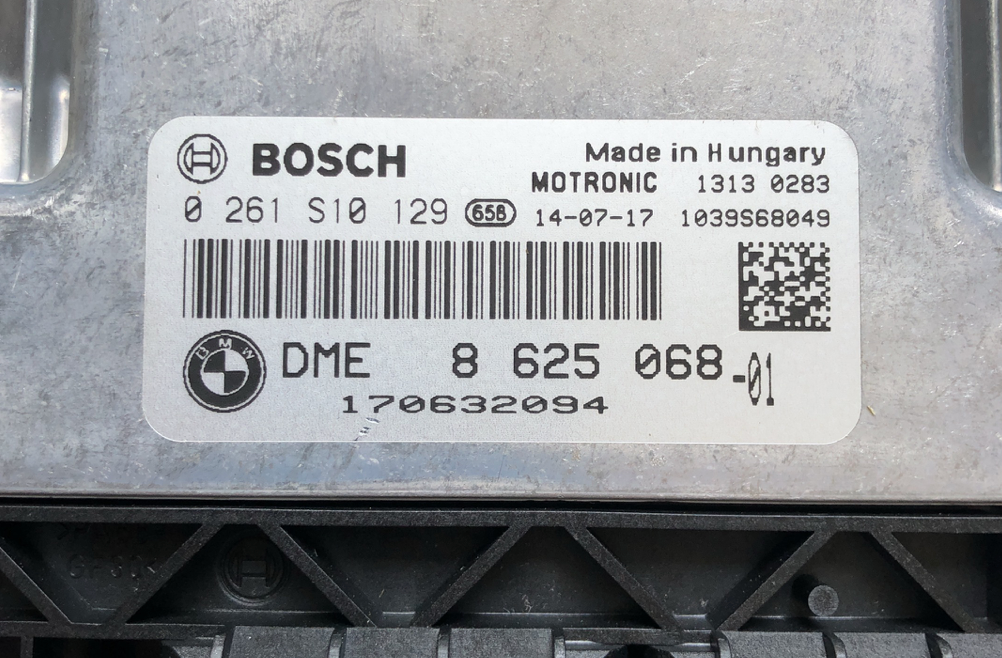 BOSCH
Made in Hungary
MOTRONIC 1313 0283
0 261 S10 129 658 14-07-17 1039S68049
BMW
DME 8 625 068-01
170632094